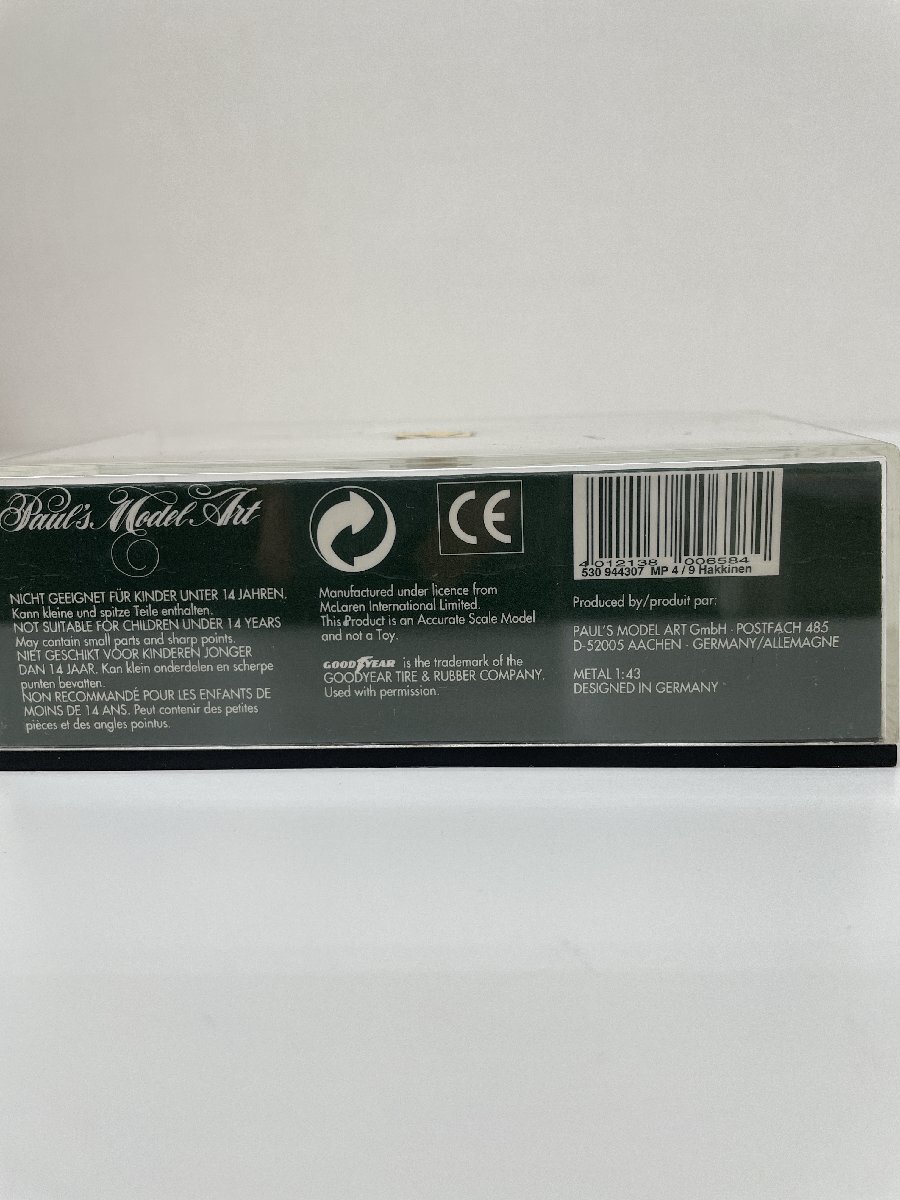 Paul's Model Art
NICHT GEEIGNET FÜR KINDER UNTER 14 JAHREN.
Kann kleine und spitze Teile enthalten.
NOT SUITABLE FOR CHILDREN UNDER 14 YEARS
May contain small parts and sharp points.
NIET GESCHIKT VOOR KINDEREN JONGER
DAN 14 JAAR. Kan klein onderdelen en scherpe
punten bevatten.
NON RECOMMANDÉ POUR LES ENFANTS DE
MOINS DE 14 ANS. Peut contenir des petites
pièces et des angles pointus.
CE
Manufactured under licence from
McLaren International Limited.
This Product is an Accurate Scale Model
and not a Toy.
GOODYEAR is the trademark of the
GOODYEAR TIRE & RUBBER COMPANY.
Used with permission.
4 012138 006584
530 944307 MP 4 / 9 Hakkinen
Produced by/produit par:
PAUL'S MODEL ART GmbH · POSTFACH 485
D-52005 AACHEN · GERMANY/ALLEMAGNE
METAL 1:43
DESIGNED IN GERMANY